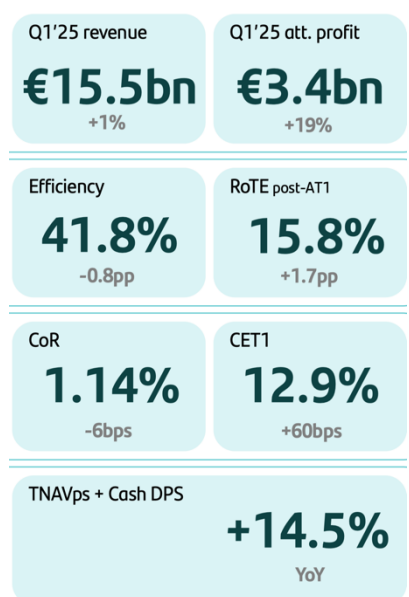 Q1'25 revenue
€15.5bn
+1%
Q1'25 att. profit
€3.4bn
+19%
Efficiency
41.8%
-0.8pp
RoTE post-AT1
15.8%
+1.7pp
CoR
1.14%
-6bps
CET1
12.9%
+60bps
TNAVps + Cash DPS
+14.5%
YoY